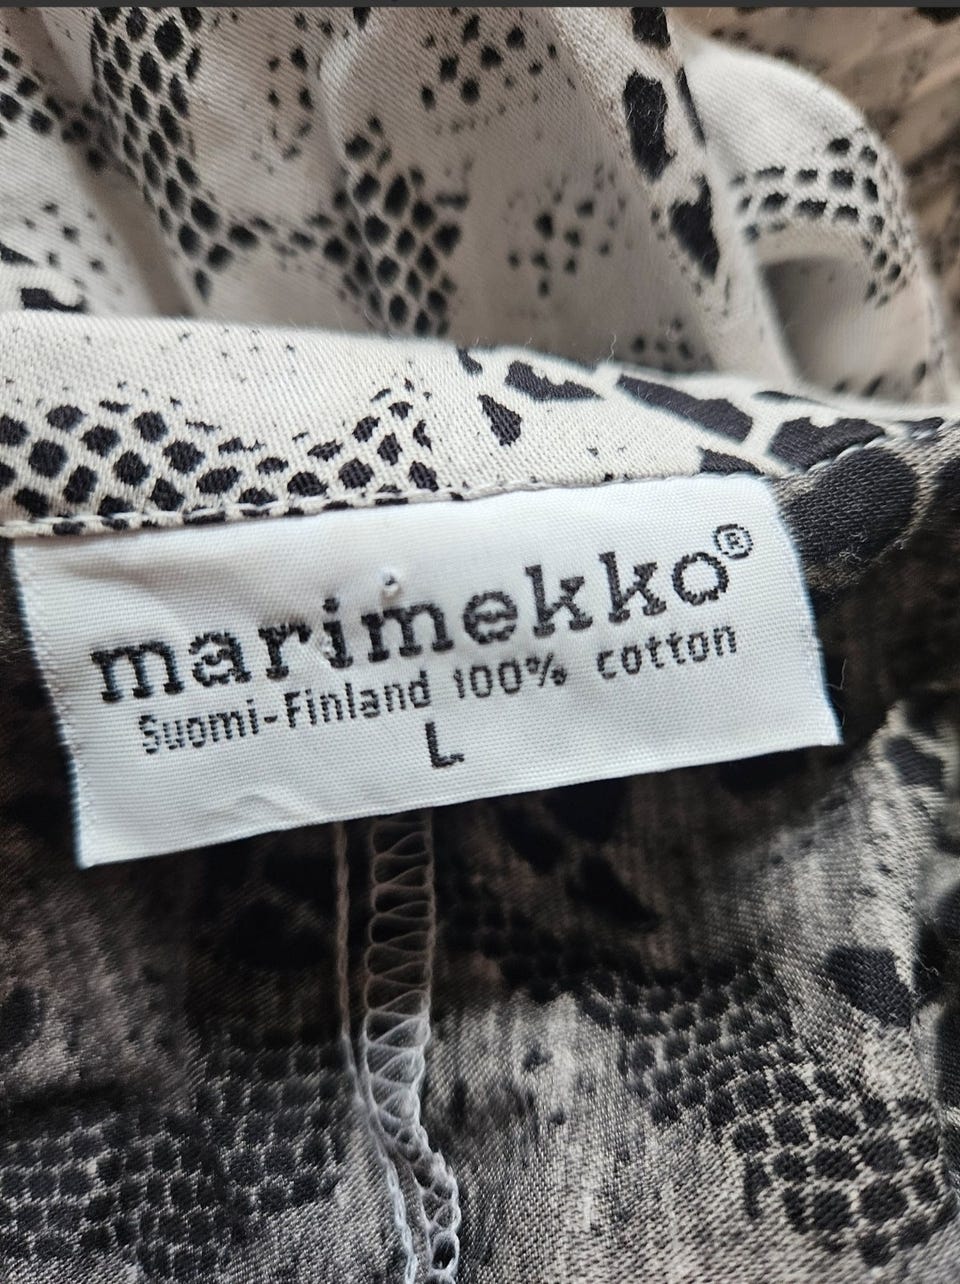 marimekko®
Suomi-Finland 100% cotton
L